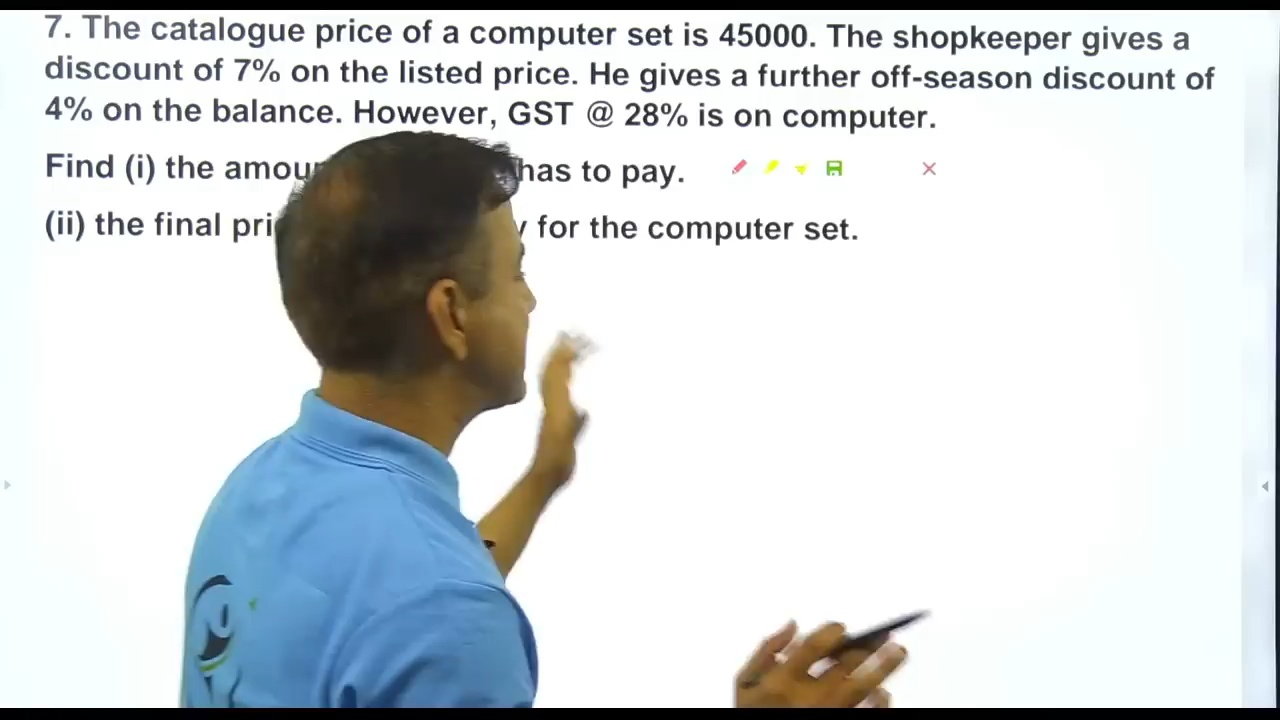 7. The catalogue price of a computer set is 45000. The shopkeeper gives a
discount of 7% on the listed price. He gives a further off-season discount of
4% on the balance. However, GST @ 28% is on computer.
Find (i) the has to pay.
(ii) the final for the computer set.